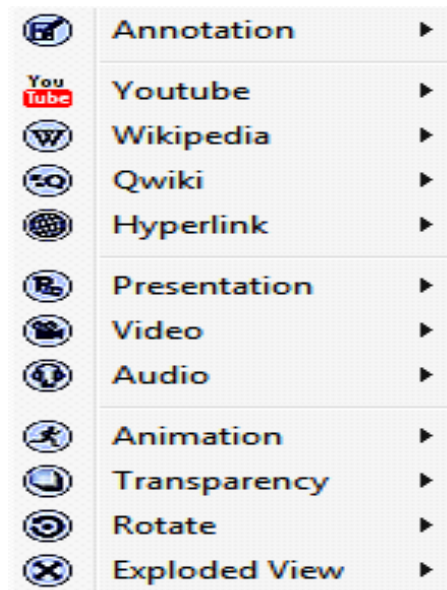 Annotation
You
Tube
Youtube
Wikipedia
Qwiki
Hyperlink
Presentation
Video
Audio
Animation
Transparency
Rotate
Exploded View